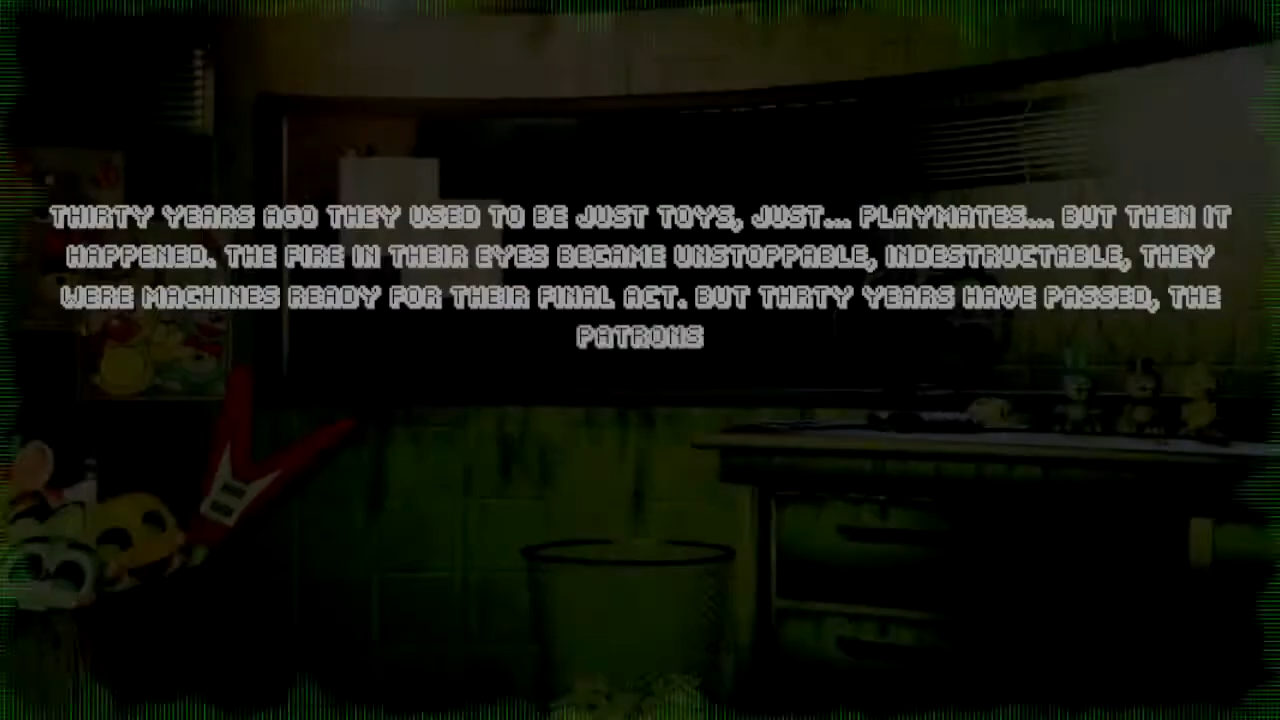 THIRTY YEARS AGO THEY USED TO BE JUST TOYS, JUST... PLAYMATES... BUT THEN IT
HAPPENED. THE FIRE IN THEIR EYES BECAME UNSTOPPABLE, INDESTRUCTABLE, THEY
WERE MACHINES READY FOR THEIR FINAL ACT. BUT THRTY YEARS HAVE PASSED, THE
PATRONS